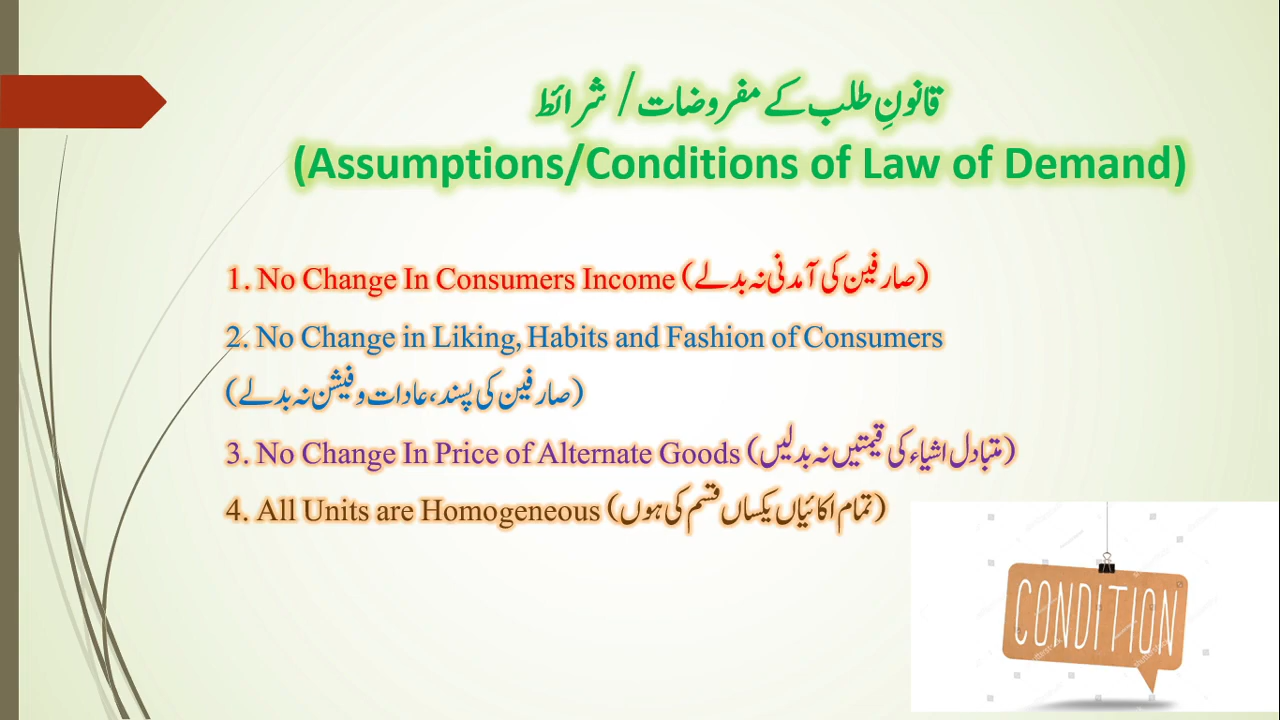 قانونِ طلب کے مفروضات / شرائط
(Assumptions/Conditions of Law of Demand)
1. No Change In Consumers Income (صارفین کی آمدنی نہ بدلے)
2. No Change in Liking, Habits and Fashion of Consumers
(صارفین کی پسند، عادات و فیشن نہ بدلے)
3. No Change In Price of Alternate Goods (متبادل اشیاء کی قیمتیں نہ بدلیں)
4. All Units are Homogeneous (تمام اکائیاں یکساں قسم کی ہوں)
CONDITION